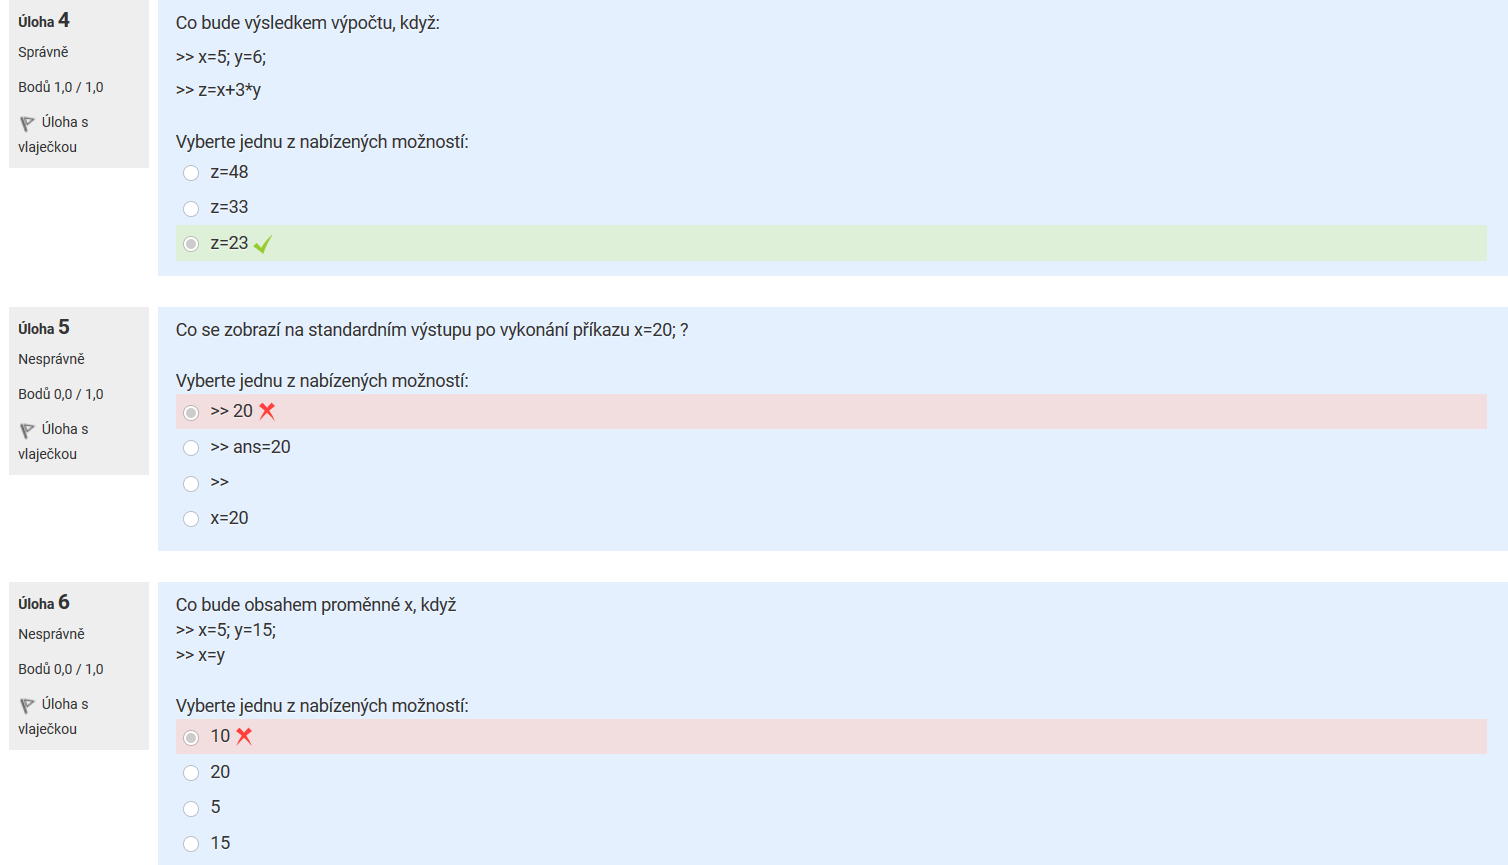 Úloha 4
Správně
Bodů 1,0 / 1,0
Úloha s
vlaječkou
Co bude výsledkem výpočtu, když:
>> x=5; y=6;
>> z=x+3*y
Vyberte jednu z nabízených možností:
z=48
z=33
z=23
Úloha 5
Nesprávně
Bodů 0,0 / 1,0
Úloha s
vlaječkou
Co se zobrazí na standardním výstupu po vykonání příkazu x=20; ?
Vyberte jednu z nabízených možností:
>> 20
>> ans=20
>>
x=20
Úloha 6
Nesprávně
Bodů 0,0 / 1,0
Úloha s
vlaječkou
Co bude obsahem proměnné x, když
>> x=5; y=15;
>> x=y
Vyberte jednu z nabízených možností:
10
20
5
15